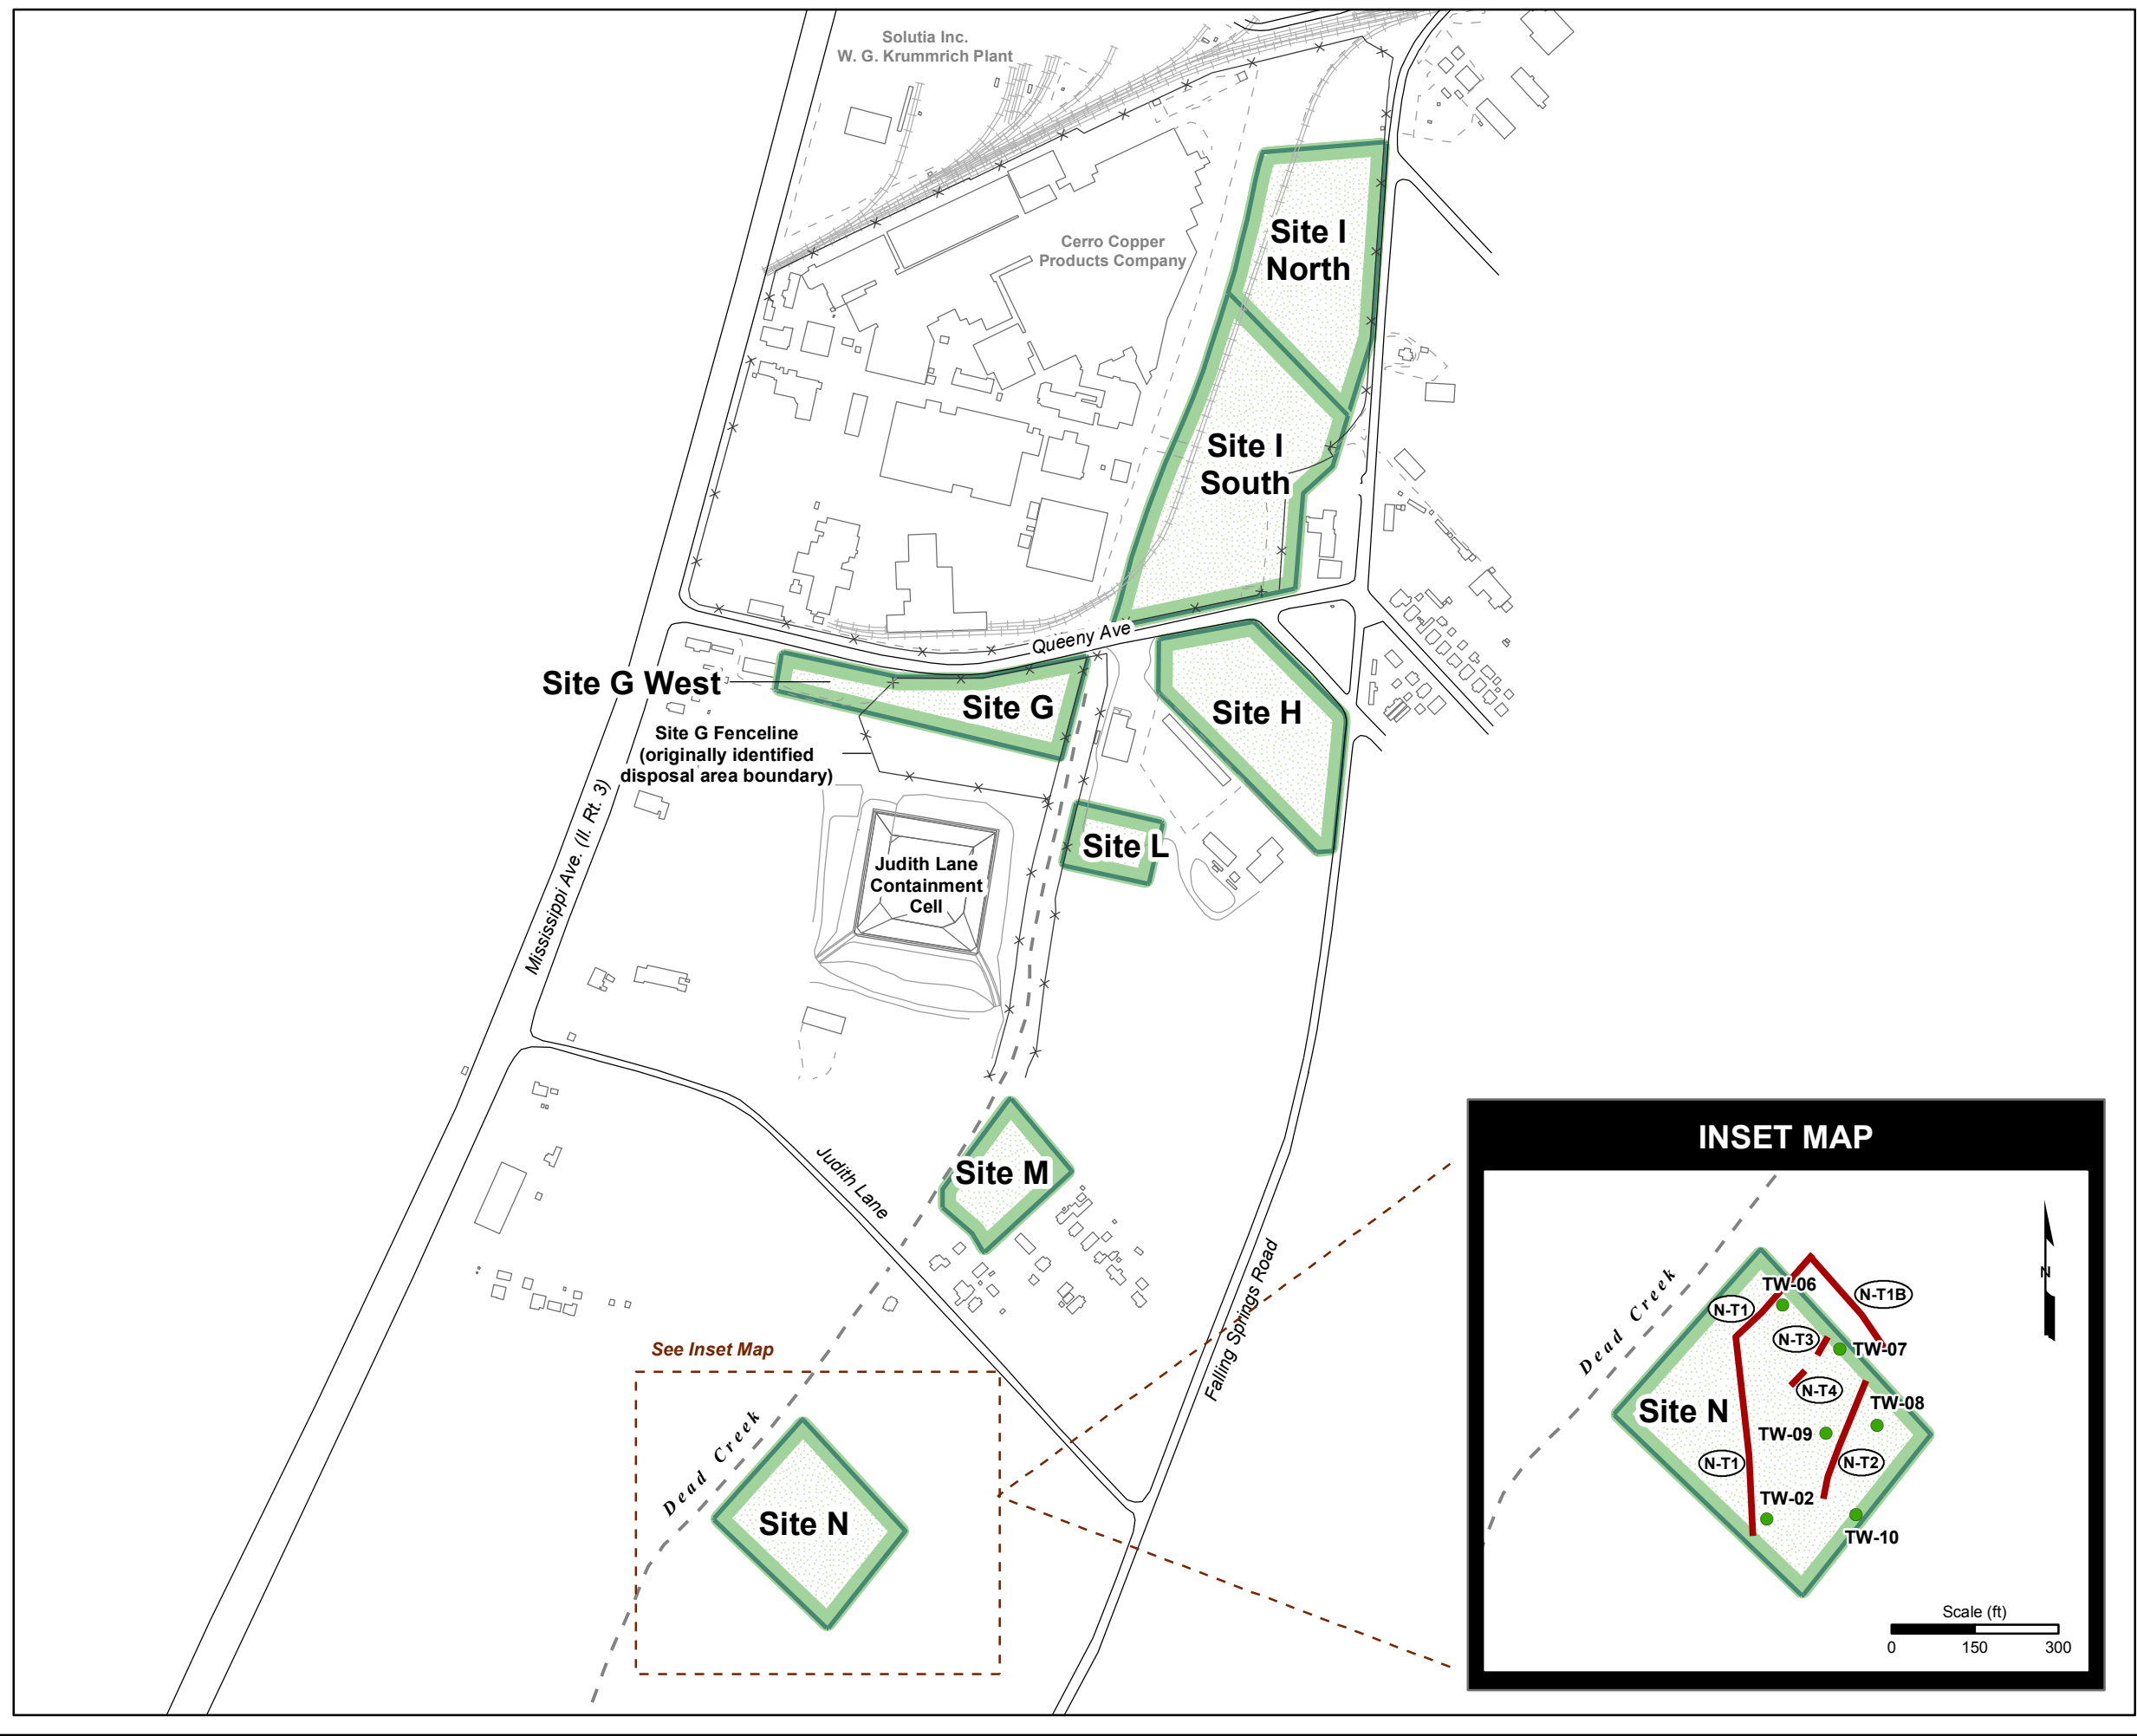 Solutia Inc.
W. G. Krummrich Plant
Cerro Copper
Products Company
Site I
North
Site I
South
Queeny Ave
Site G West
Site G
Site H
Site G Fenceline
(originally identified
disposal area boundary)
Mississippi Ave. (Il. Rt. 3)
Site L
Judith Lane
Containment
Cell
Site M
Judith Lane
Falling Springs Road
See Inset Map
Dead Creek
Site N
INSET MAP
N
Dead Creek
TW-06
N-T1
N-T1B
N-T3
TW-07
N-T4
Site N
TW-08
TW-09
N-T1
N-T2
TW-02
TW-10
Scale (ft)
0 150 300